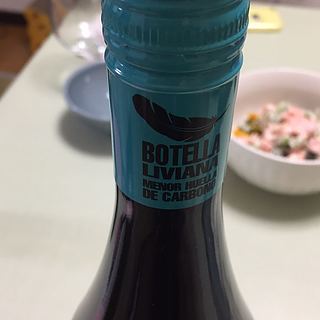 BOTELLA
LIVIANA
MENOR HUELLA
DE CARBONO